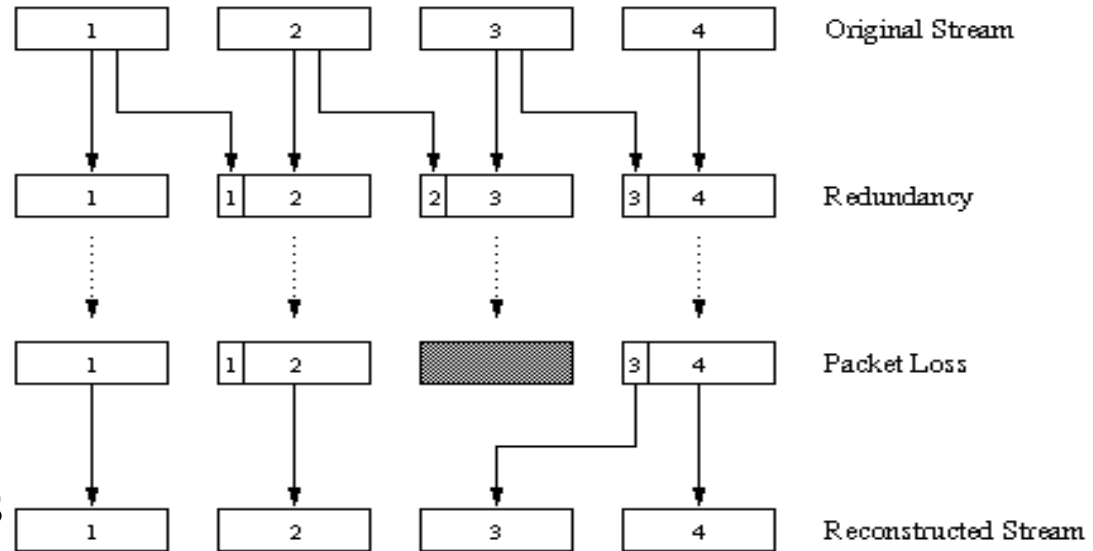 1 2 3 4 Original Stream
1 1 2 2 3 3 4 Redundancy
1 1 2 3 4 Packet Loss
1 2 3 4 Reconstructed Stream